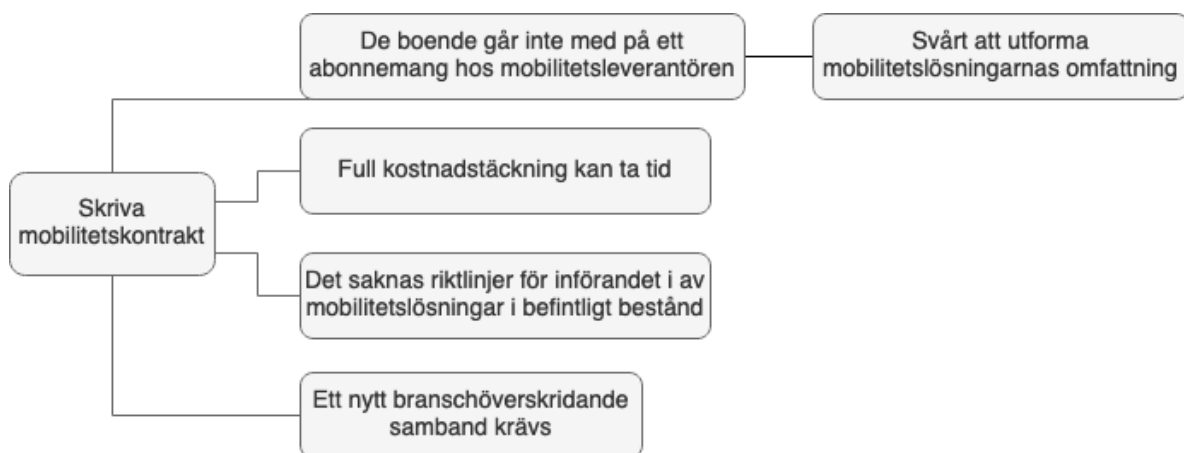 De boende går inte med på ett
abonnemang hos mobilitetsleverantören
Svårt att utforma
mobilitetslösningarnas omfattning
Full kostnadstäckning kan ta tid
Skriva
mobilitetskontrakt
Det saknas riktlinjer för införandet i av
mobilitetslösningar i befintligt bestånd
Ett nytt branschöverskridande
samband krävs